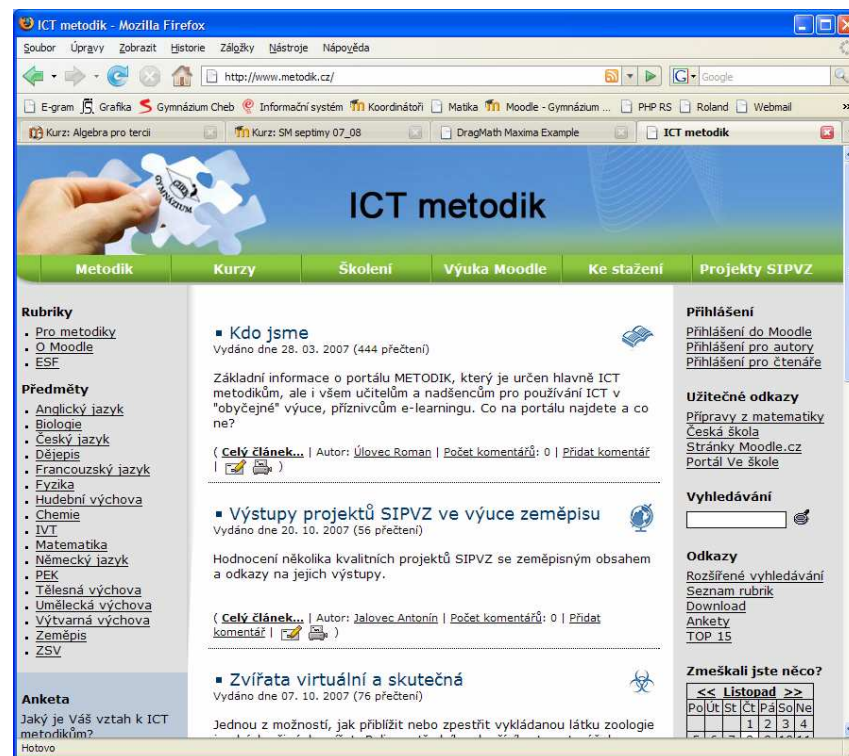 ICT metodik - Mozilla Firefox
Soubor Úpravy Zobrazit Historie Záložky Nástroje Nápověda
http://www.metodik.cz/
Google
E-gram Grafika Gymnázium Cheb Informační systém Koordinátoři Matika Moodle - Gymnázium ... PHP RS Roland Webmail »
Kurz: Algebra pro tercii Kurz: SM septimy 07_08 DragMath Maxima Example ICT metodik
GYMNÁZIUM
ICT metodik
Metodik Kurzy Školení Výuka Moodle Ke stažení Projekty SIPVZ
Rubriky
Pro metodiky
O Moodle
ESF
Předměty
Anglický jazyk
Biologie
Český jazyk
Dějepis
Francouzský jazyk
Fyzika
Hudební výchova
Chemie
IVT
Matematika
Německý jazyk
PEK
Tělesná výchova
Umělecká výchova
Výtvarná výchova
Zeměpis
ZSV
Anketa
Jaký je Váš vztah k ICT
metodikům?
Kdo jsme
Vydáno dne 28. 03. 2007 (444 přečtení)
Základní informace o portálu METODIK, který je určen hlavně ICT
metodikům, ale i všem učitelům a nadšencům pro používání ICT v
"obyčejné" výuce, příznivcům e-learningu. Co na portálu najdete a co
ne?
( Celý článek... | Autor: Úlovec Roman | Počet komentářů: 0 | Přidat komentář
| )
Výstupy projektů SIPVZ ve výuce zeměpisu
Vydáno dne 20. 10. 2007 (56 přečtení)
Hodnocení několika kvalitních projektů SIPVZ se zeměpisným obsahem
a odkazy na jejich výstupy.
( Celý článek... | Autor: Jalovec Antonín | Počet komentářů: 0 | Přidat
komentář | )
Zvířata virtuální a skutečná
Vydáno dne 07. 10. 2007 (76 přečtení)
Jednou z možností, jak přiblížit nebo zpestřit vykládanou látku zoologie
Přihlášení
Přihlášení do Moodle
Přihlášení pro autory
Přihlášení pro čtenáře
Užitečné odkazy
Přípravy z matematiky
Česká škola
Stránky Moodle.cz
Portál Ve škole
Vyhledávání
Odkazy
Rozšířené vyhledávání
Seznam rubrik
Download
Ankety
TOP 15
Zmeškali jste něco?
<< Listopad >>
Po Út St Čt Pá So Ne
1 2 3 4
5 6 7 8 9 10 11
Hotovo